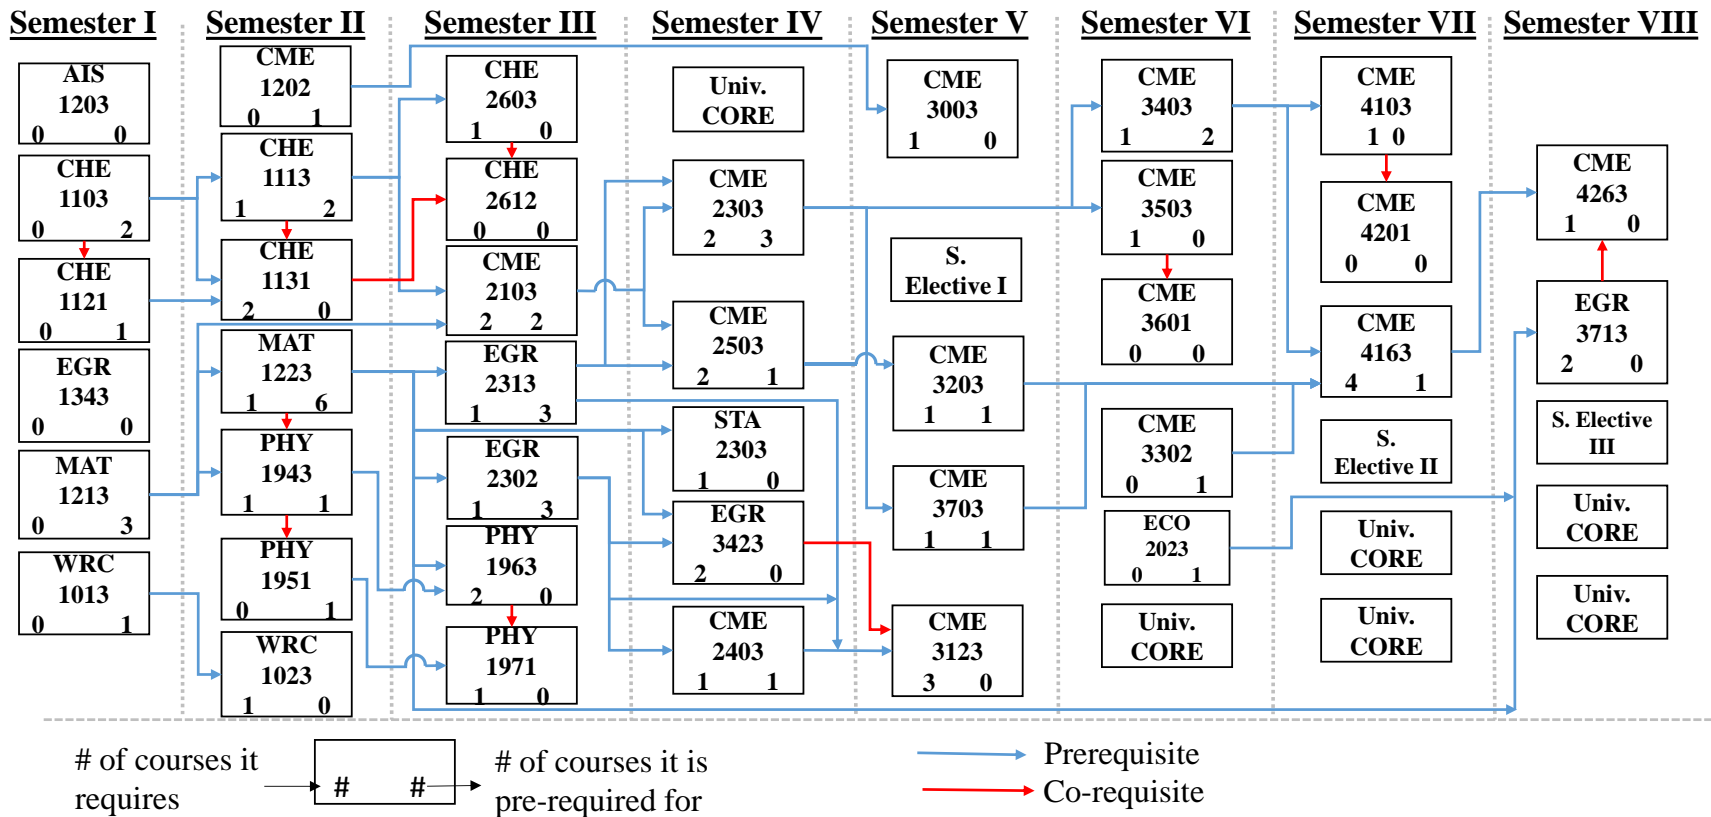 Semester I
Semester II
Semester III
Semester IV
Semester V
Semester VI
Semester VII
Semester VIII
AIS
1203
0 0
CHE
1103
0 2
CHE
1121
0 1
EGR
1343
0 0
MAT
1213
0 3
WRC
1013
0 1
CME
1202
0 1
CHE
1113
1 2
CHE
1131
2 0
MAT
1223
1 6
PHY
1943
1 1
PHY
1951
0 1
WRC
1023
1 0
CHE
2603
1 0
CHE
2612
0 0
CME
2103
2 2
EGR
2313
1 3
EGR
2302
1 3
PHY
1963
2 0
PHY
1971
1 0
Univ.
CORE
CME
2303
2 3
CME
2503
2 1
STA
2303
1 0
EGR
3423
2 0
CME
2403
1 1
CME
3003
1 0
S.
Elective I
CME
3203
1 1
CME
3703
1 1
CME
3123
3 0
CME
3403
1 2
CME
3503
1 0
CME
3601
0 0
CME
3302
0 1
ECO
2023
0 1
Univ.
CORE
CME
4103
1 0
CME
4201
0 0
CME
4163
4 1
S.
Elective II
Univ.
CORE
Univ.
CORE
CME
4263
1 0
EGR
3713
2 0
S. Elective
III
Univ.
CORE
Univ.
CORE
# of courses it
requires
# #
# of courses it is
pre-required for
Prerequisite
Co-requisite